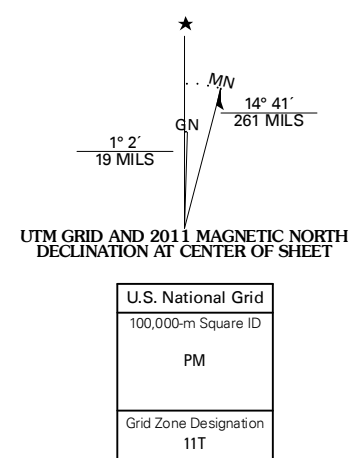 MN
14° 41´
261 MILS
GN
1° 2´
19 MILS
UTM GRID AND 2011 MAGNETIC NORTH
DECLINATION AT CENTER OF SHEET
U.S. National Grid
100,000-m Square ID
PM
Grid Zone Designation
11T